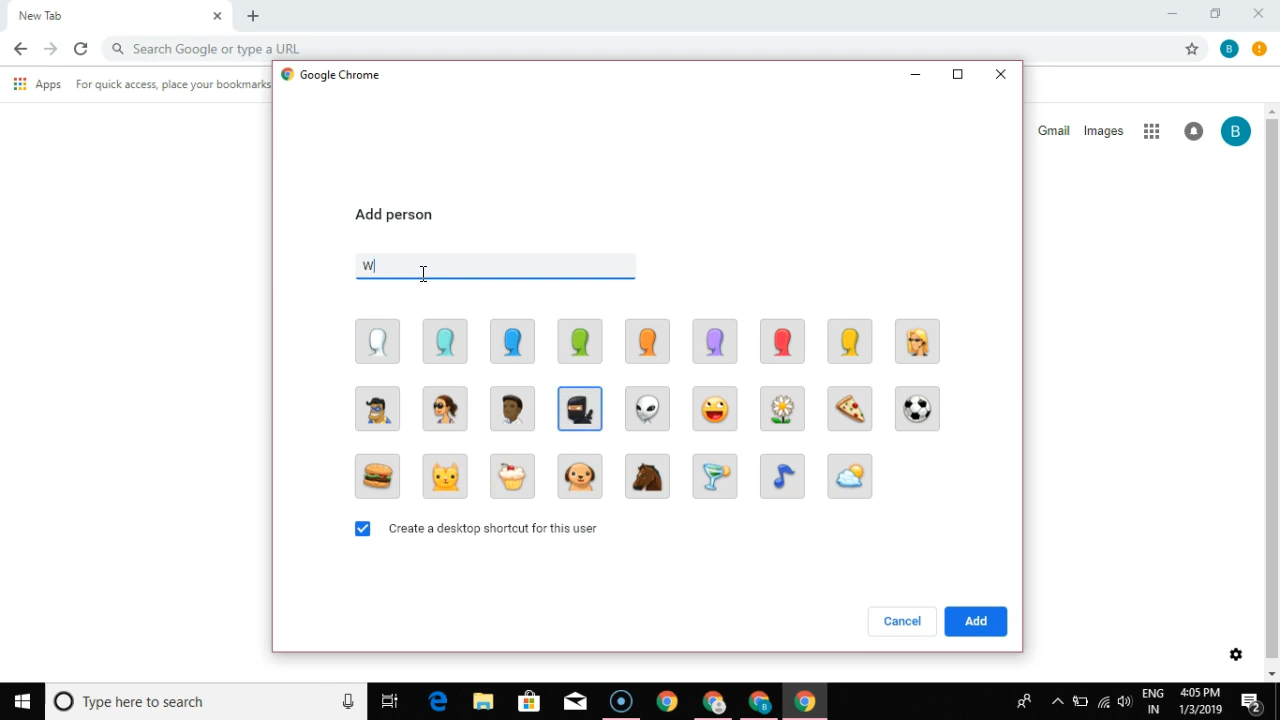 New Tab
Search Google or type a URL
B
Apps
For quick access, place your bookmarks
Google Chrome
Gmail
Images
B
Add person
W
Create a desktop shortcut for this user
Cancel
Add
Type here to search
B
ENG
IN
4:05 PM
1/3/2019
2